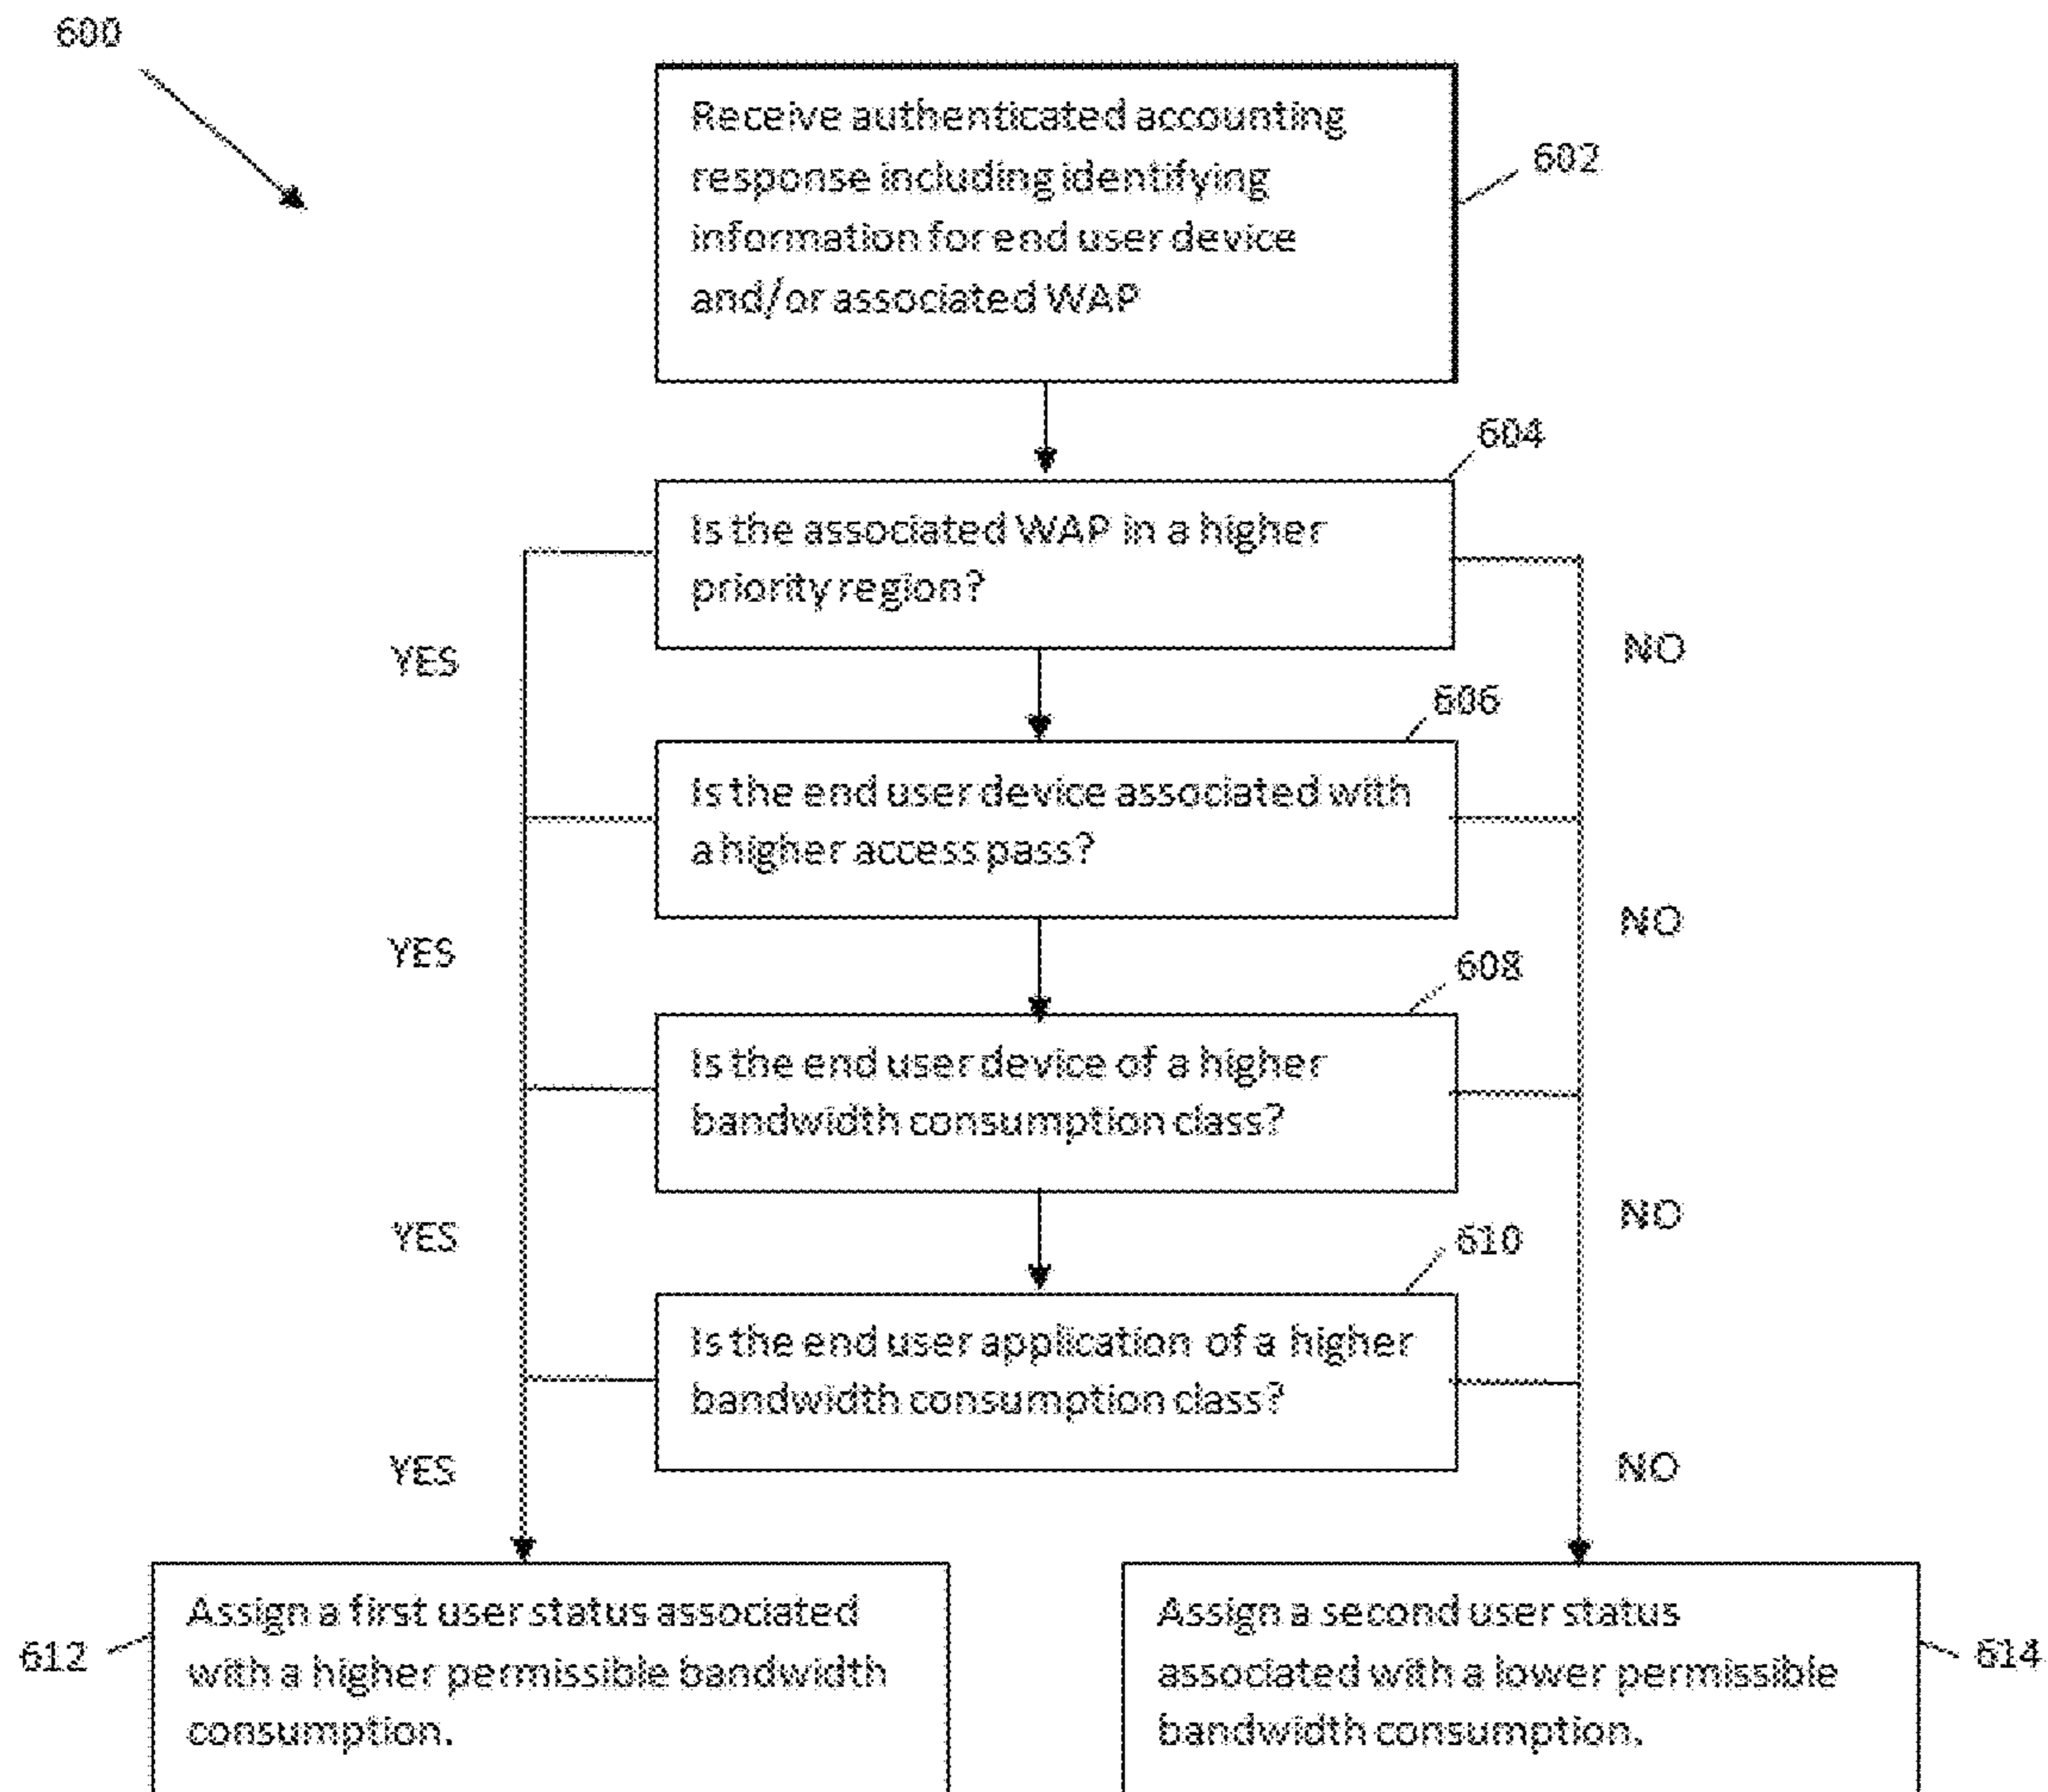 600
Receive authenticated accounting
response including identifying
information for end user device
and/or associated WAP
602
604
Is the associated WAP in a higher
priority region?
YES
NO
606
Is the end user device associated with
a higher access pass?
YES
NO
608
Is the end user device of a higher
bandwidth consumption class?
YES
NO
610
Is the end user application of a higher
bandwidth consumption class?
YES
NO
612
Assign a first user status associated
with a higher permissible bandwidth
consumption.
Assign a second user status
associated with a lower permissible
bandwidth consumption.
614